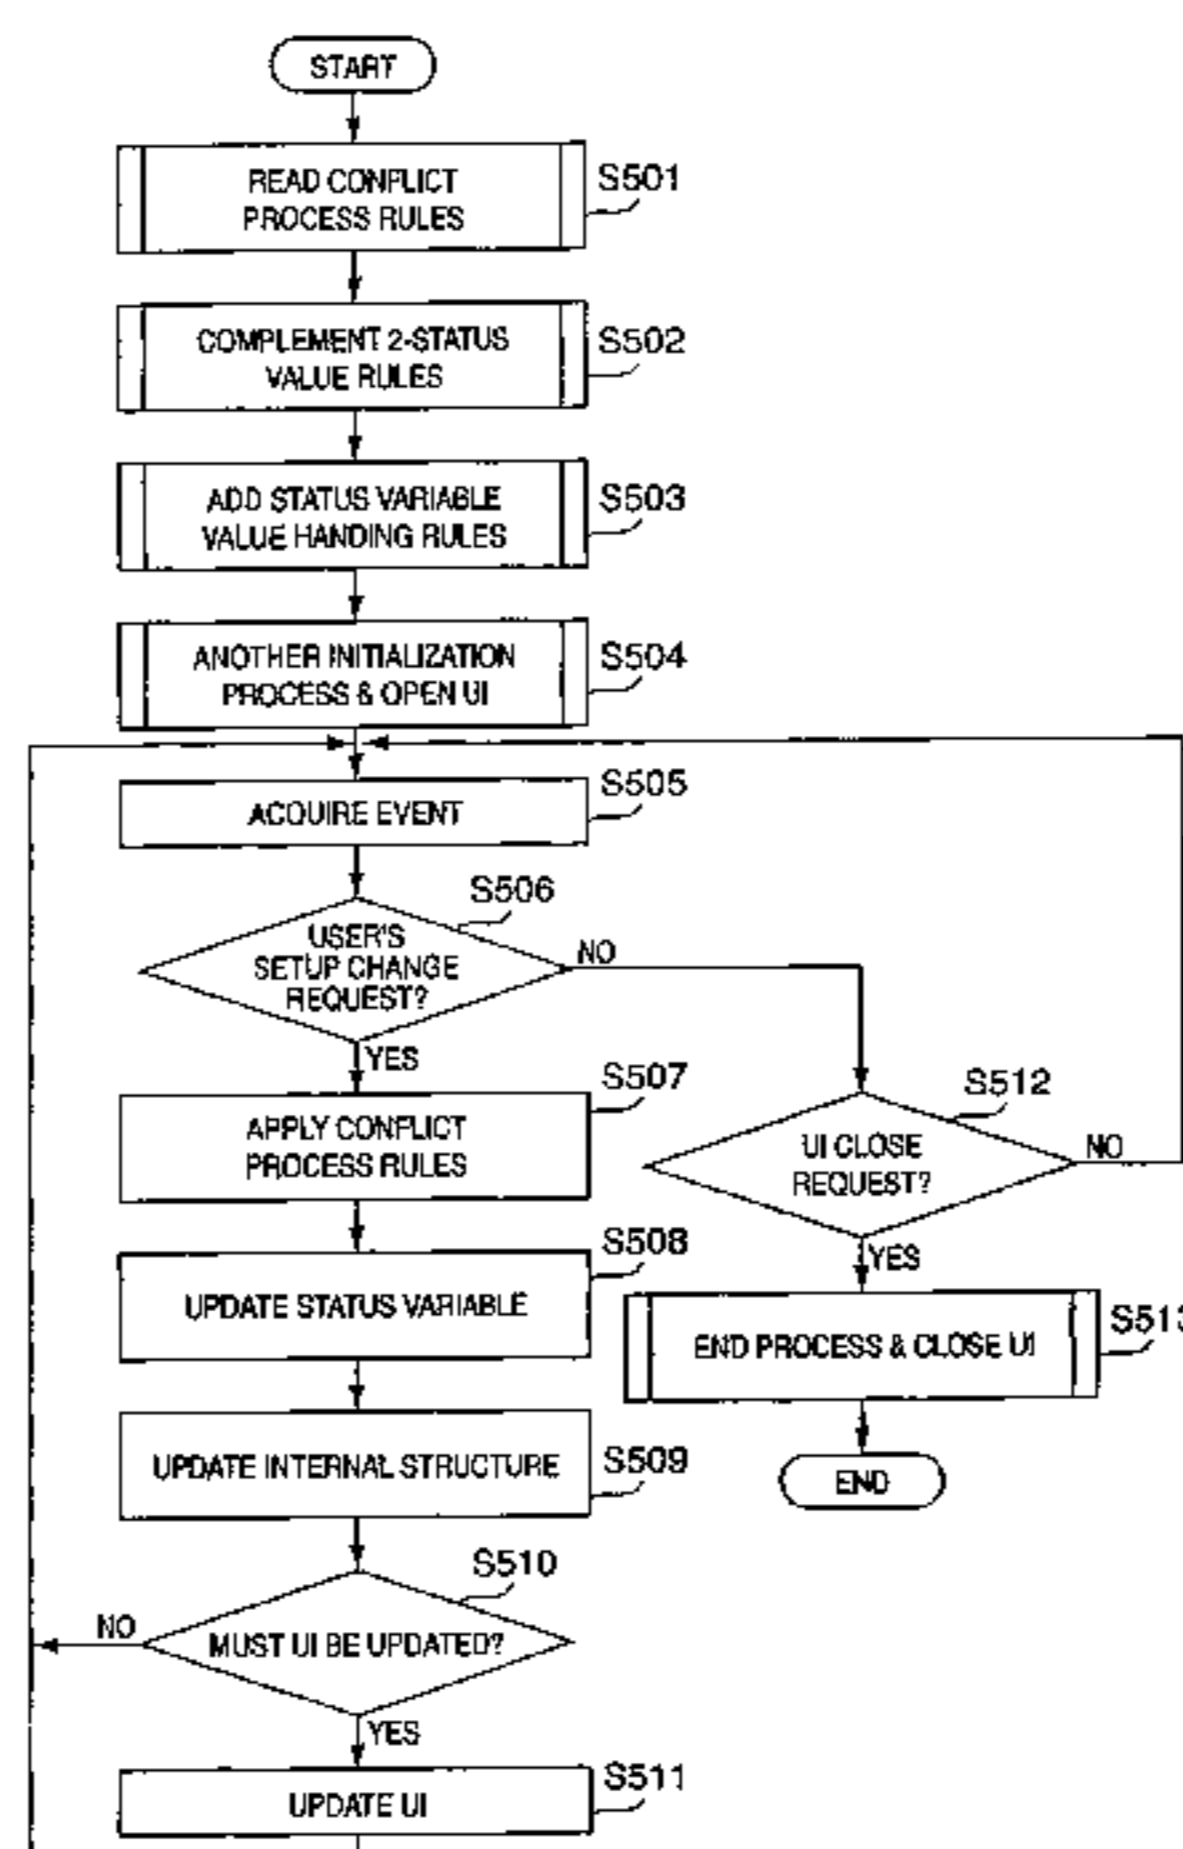 START
READ CONFLICT
PROCESS RULES
S501
COMPLEMENT 2-STATUS
VALUE RULES
S502
ADD STATUS VARIABLE
VALUE HANDING RULES
S503
ANOTHER INITIALIZATION
PROCESS & OPEN UI
S504
ACQUIRE EVENT
S505
S506
USER'S
SETUP CHANGE
REQUEST?
NO
YES
S507
APPLY CONFLICT
PROCESS RULES
S512
UI CLOSE
REQUEST?
NO
YES
S508
UPDATE STATUS VARIABLE
END PROCESS & CLOSE UI
S513
UPDATE INTERNAL STRUCTURE
S509
END
S510
MUST UI BE UPDATED?
NO
YES
S511
UPDATE UI